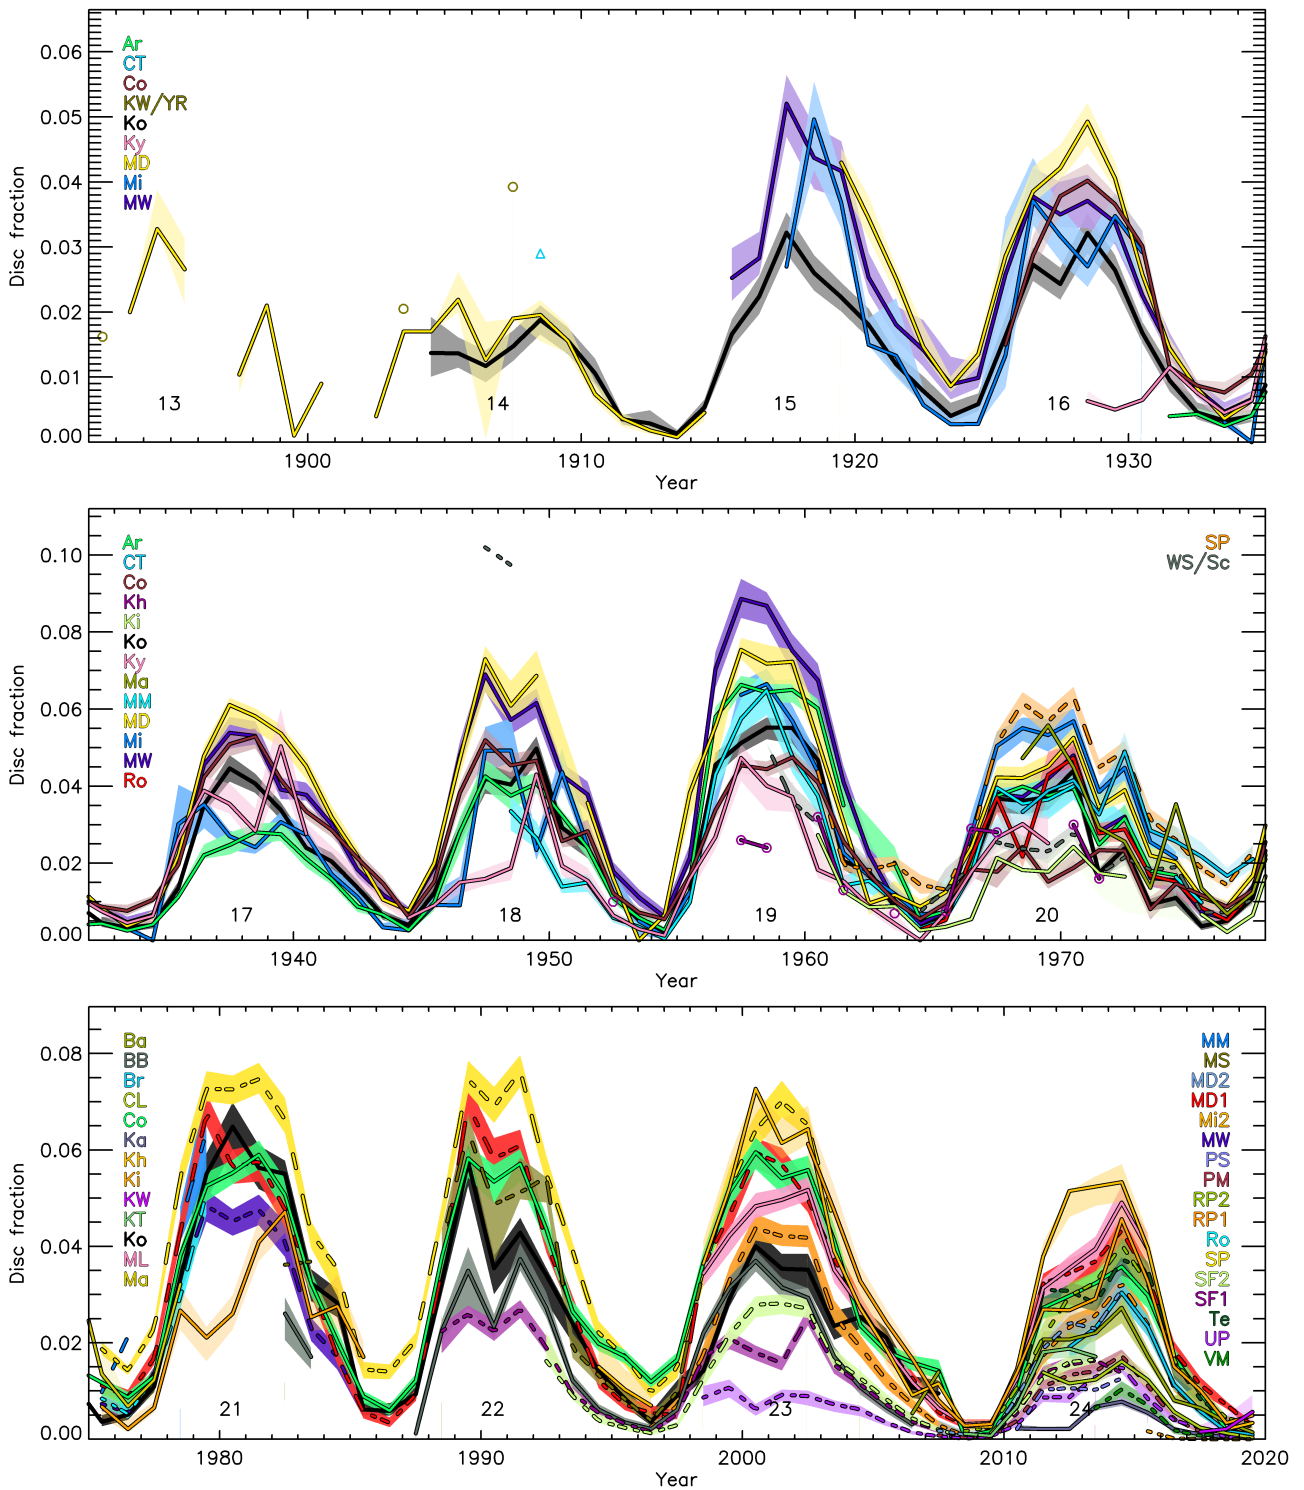 0.06
0.05
0.04
0.03
0.02
0.01
0.00
Disc fraction
Ar
CT
Co
KW/YR
Ko
Ky
MD
Mi
MW
13
14
15
16
1900
1910
1920
1930
Year
0.10
0.08
0.06
0.04
0.02
0.00
Disc fraction
Ar
CT
Co
Kh
Ki
Ko
Ky
Ma
MM
MD
Mi
MW
Ro
SP
WS/Sc
17
18
19
20
1940
1950
1960
1970
Year
0.08
0.06
0.04
0.02
0.00
Disc fraction
Ba
BB
Br
CL
Co
Ka
Kh
Ki
KW
KT
Ko
ML
Ma
MM
MS
MD2
MD1
Mi2
MW
PS
PM
RP2
RP1
Ro
SP
SF2
SF1
Te
UP
VM
21
22
23
24
1980
1990
2000
2010
2020
Year